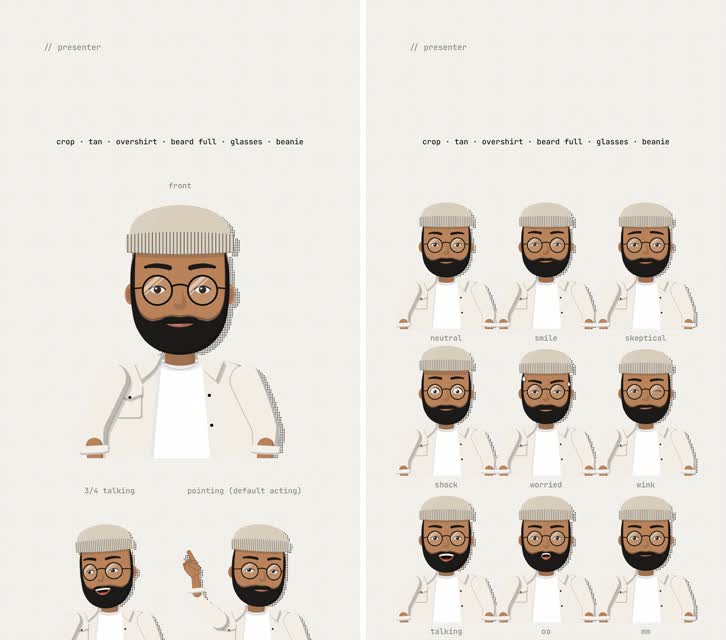 // presenter
crop · tan · overshirt · beard full · glasses · beanie
front
3/4 talking
pointing (default acting)
// presenter
crop · tan · overshirt · beard full · glasses · beanie
neutral
smile
skeptical
shock
worried
wink
talking
oo
mm